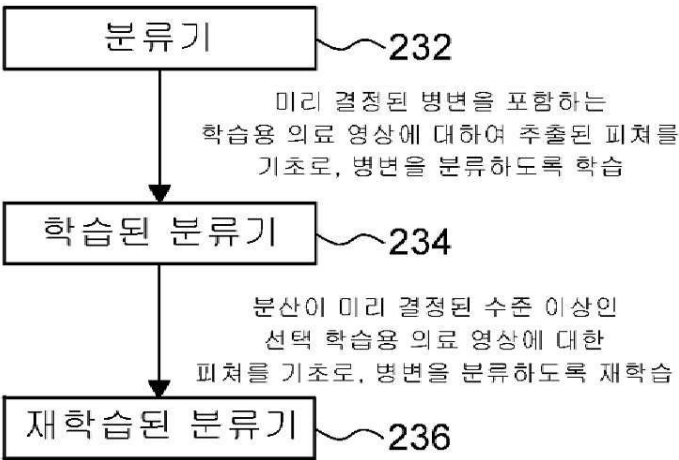 분류기
232
미리 결정된 병변을 포함하는
학습용 의료 영상에 대하여 추출된 피쳐를
기초로, 병변을 분류하도록 학습
학습된 분류기
234
분산이 미리 결정된 수준 이상인
선택 학습용 의료 영상에 대한
피쳐를 기초로, 병변을 분류하도록 재학습
재학습된 분류기
236